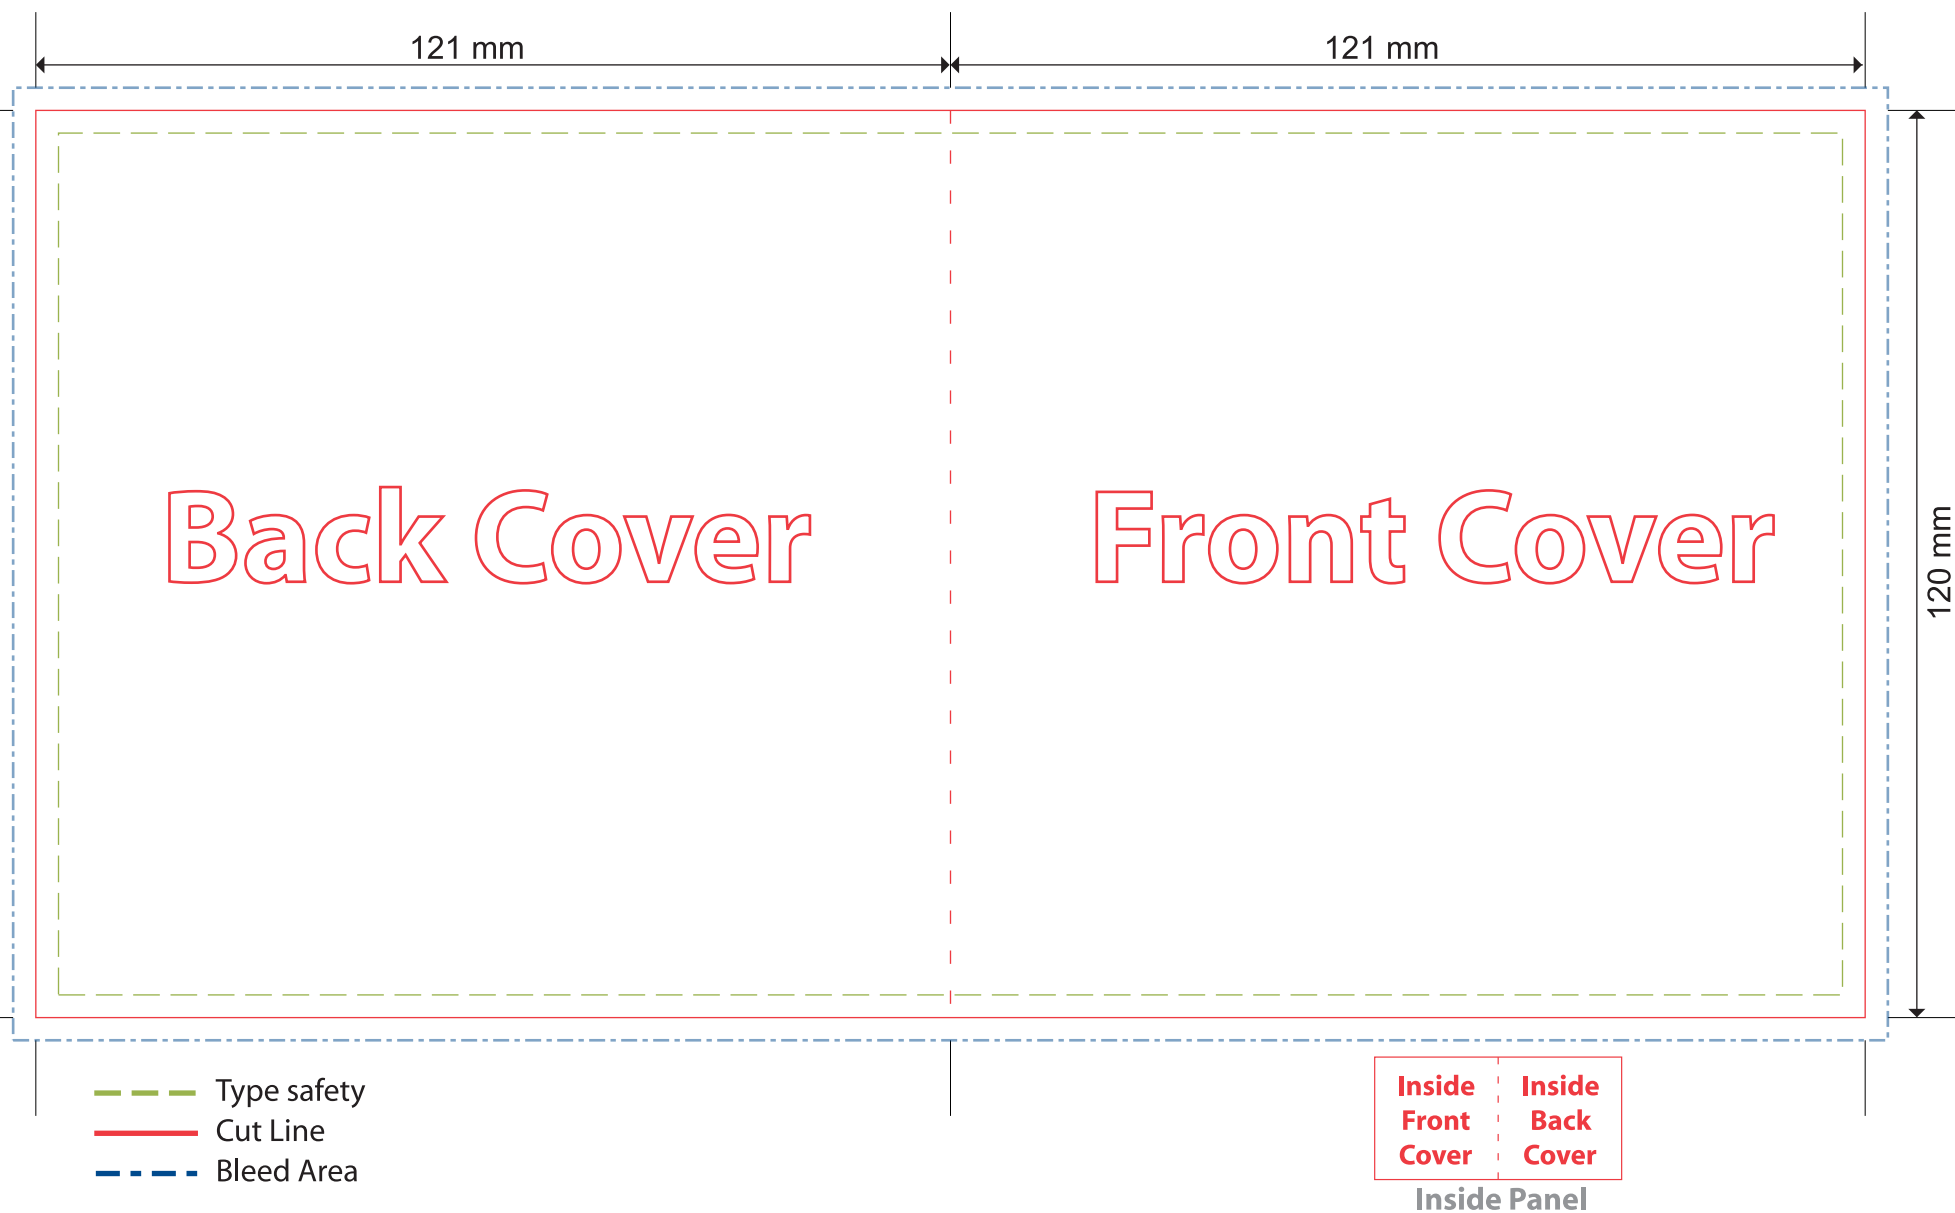 121 mm
121 mm
Back Cover
Front Cover
120 mm
Type safety
Cut Line
Bleed Area
Inside
Front
Cover
Inside
Back
Cover
Inside Panel